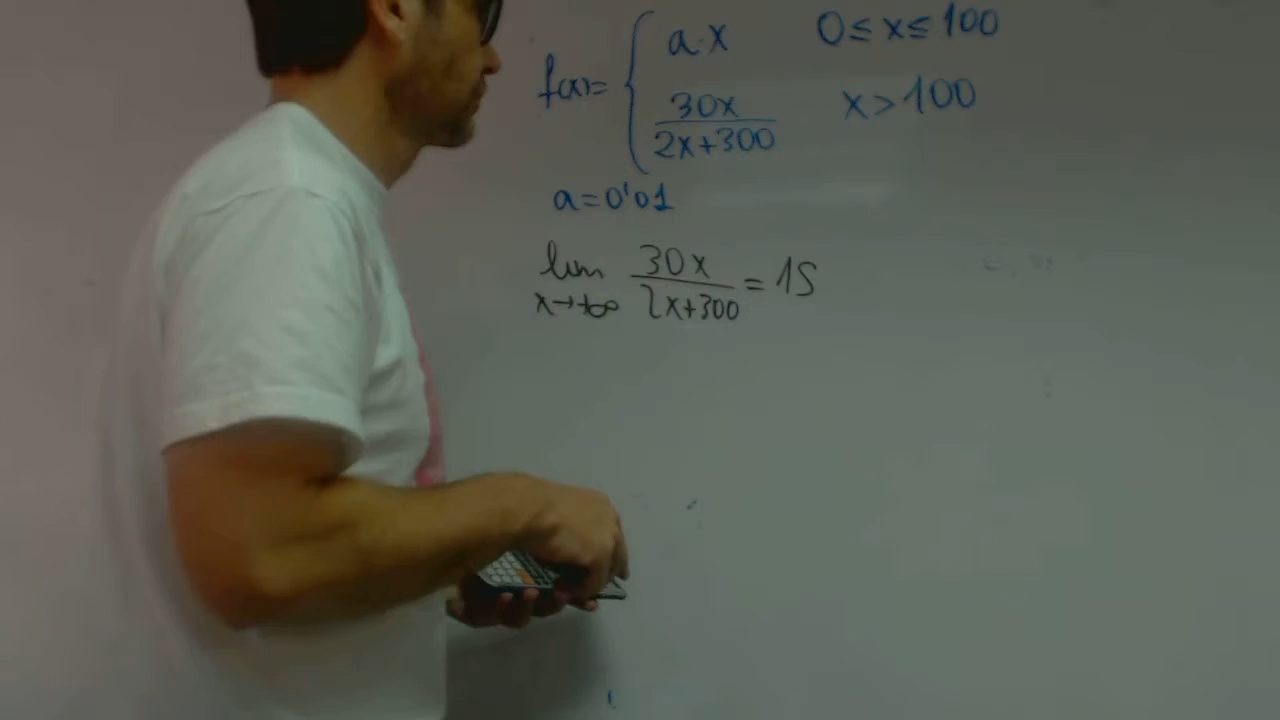 f(x)= { a·x 0≤x≤100
30x/2x+300 x>100
a=0'01
lim x→+∞ 30x/2x+300 = 15